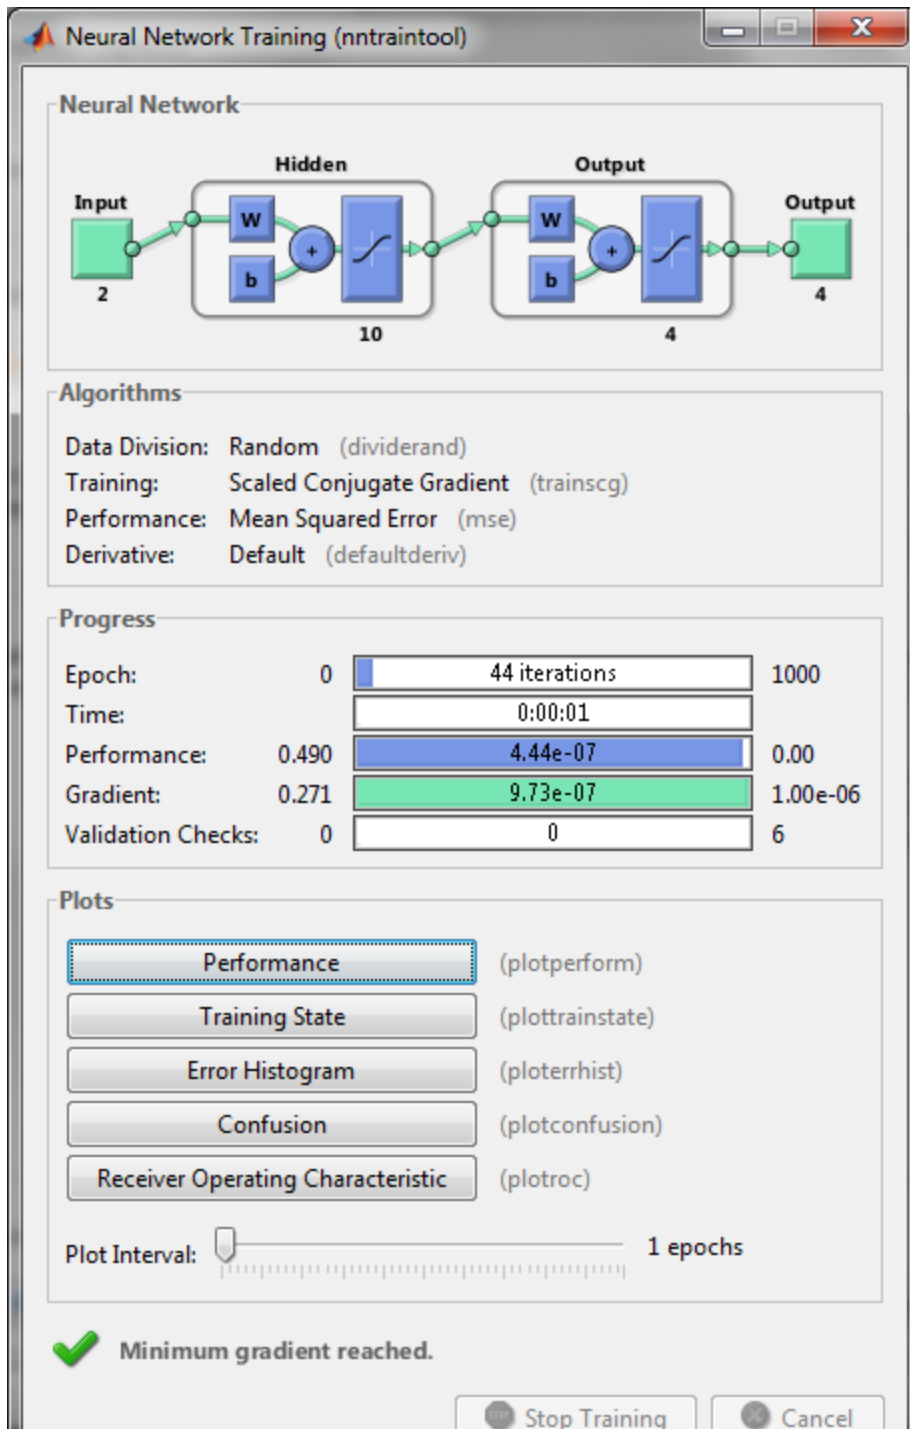 Neural Network Training (nntraintool)
Neural Network
Hidden
Output
Input
Output
W
W
+
+
b
b
2
4
10
4
Algorithms
Data Division: Random (dividerand)
Training: Scaled Conjugate Gradient (trainscg)
Performance: Mean Squared Error (mse)
Derivative: Default (defaultderiv)
Progress
Epoch: 0 44 iterations 1000
Time: 0:00:01
Performance: 0.490 4.44e-07 0.00
Gradient: 0.271 9.73e-07 1.00e-06
Validation Checks: 0 0 6
Plots
Performance (plotperform)
Training State (plottrainstate)
Error Histogram (ploterrhist)
Confusion (plotconfusion)
Receiver Operating Characteristic (plotroc)
Plot Interval: 1 epochs
Minimum gradient reached.
Stop Training Cancel